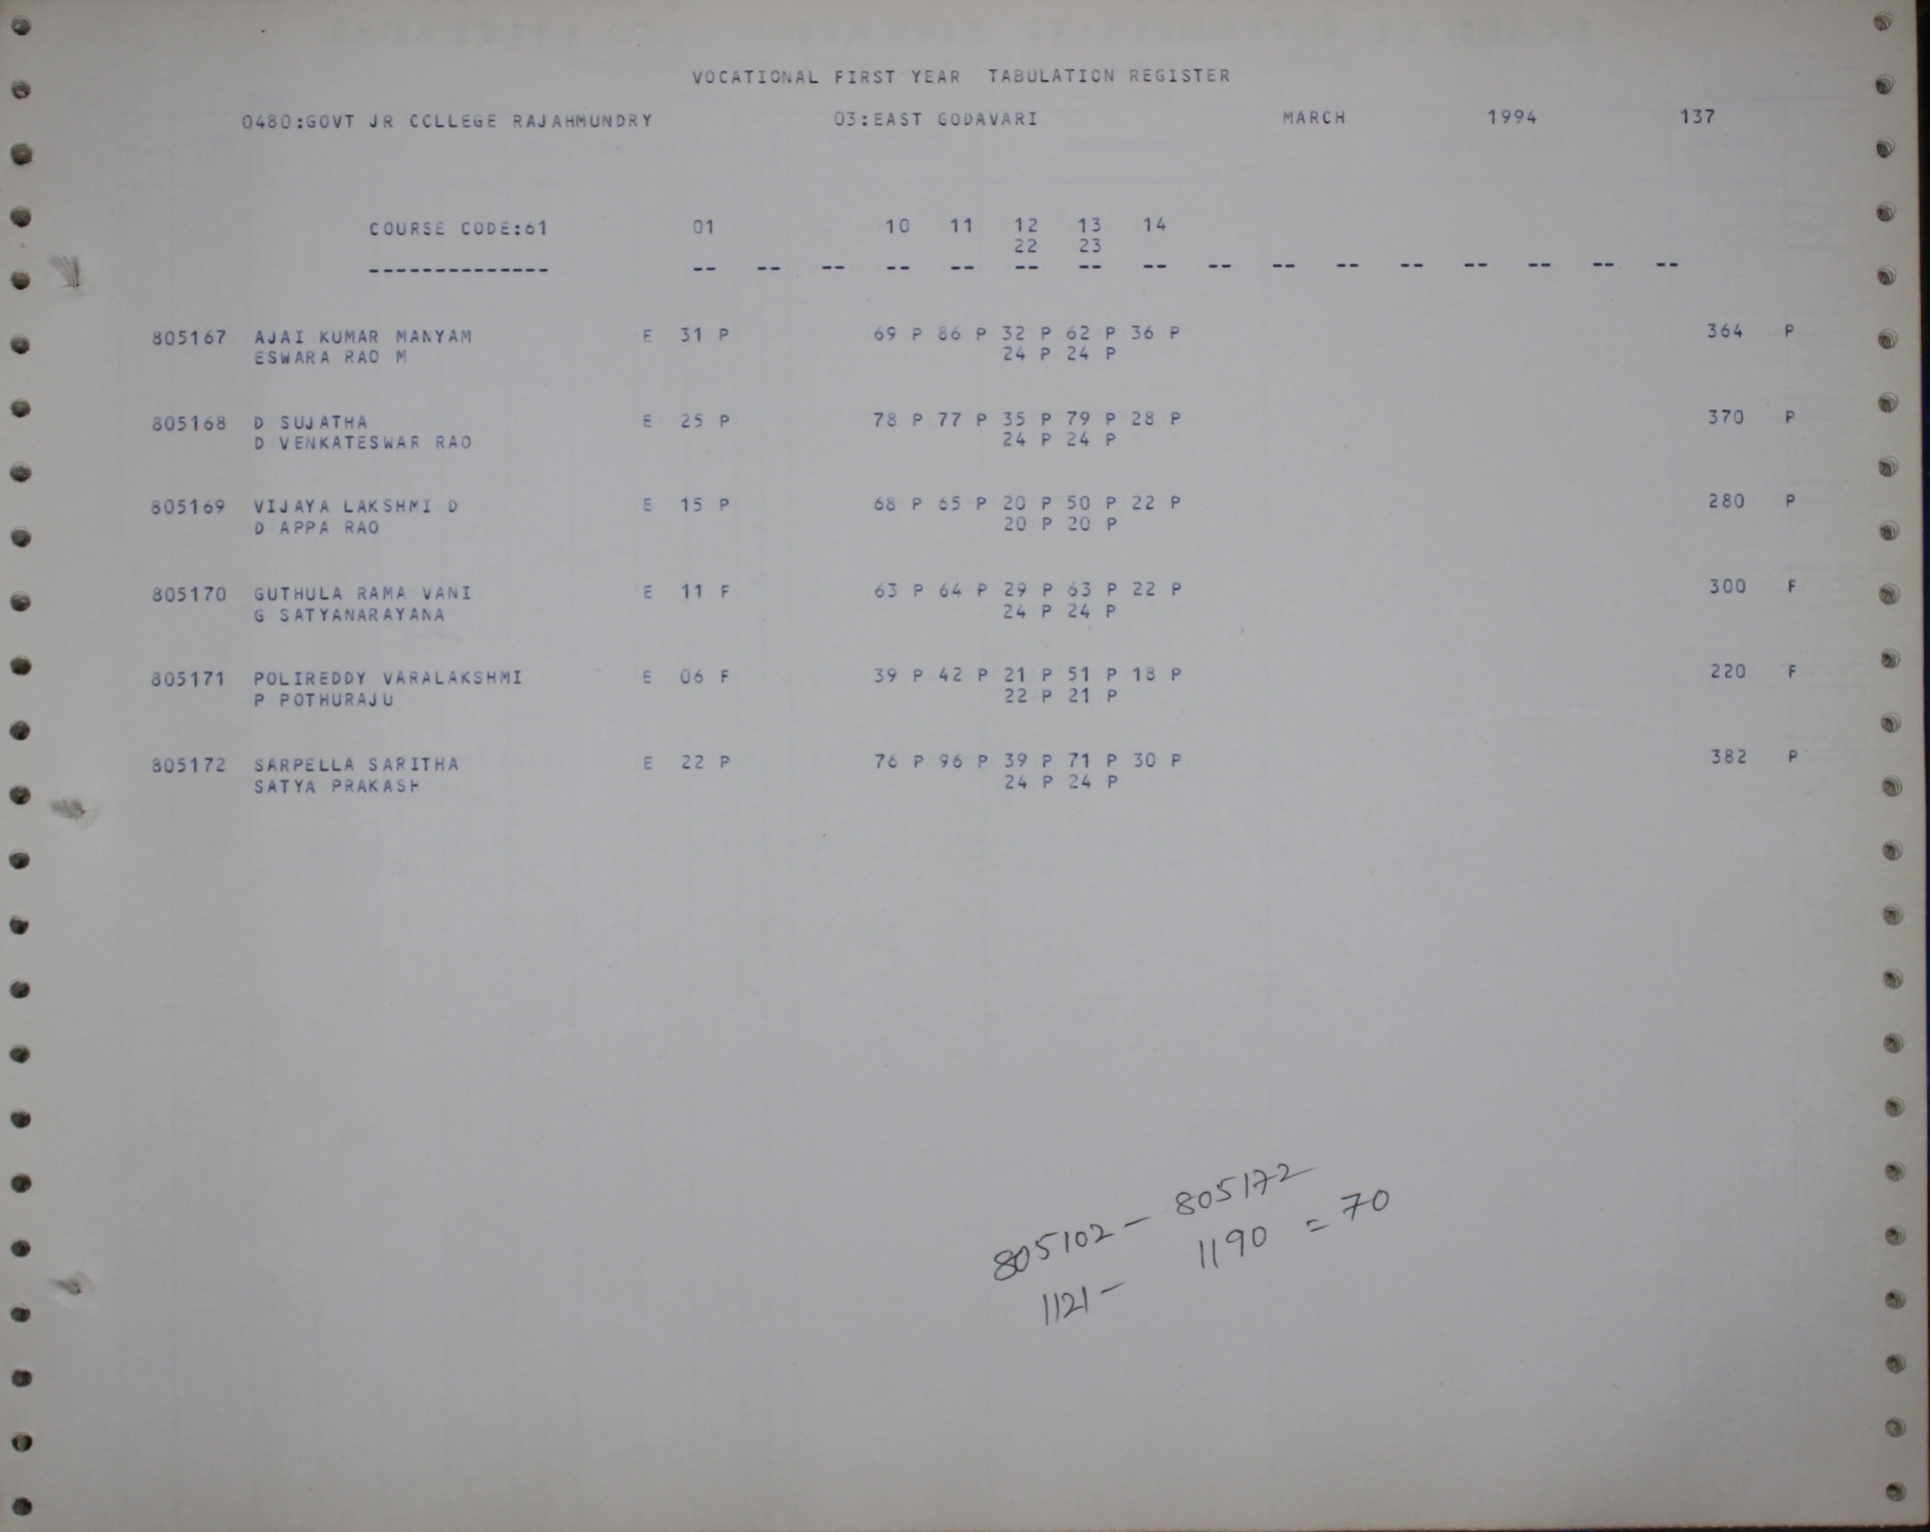 VOCATIONAL FIRST YEAR TABULATION REGISTER
0480:GOVT JR COLLEGE RAJAHMUNDRY 03:EAST GODAVARI MARCH 1994 137
COURSE CODE:61 01 10 11 12 13 14
22 23
-------------- -- -- -- -- -- -- -- -- -- -- -- -- -- -- -- --
805167 AJAI KUMAR MANYAM E 31 P 69 P 86 P 32 P 62 P 36 P 364 P
ESWARA RAO M 24 P 24 P
805168 D SUJATHA E 25 P 78 P 77 P 35 P 79 P 28 P 370 P
D VENKATESWAR RAO 24 P 24 P
805169 VIJAYA LAKSHMI D E 15 P 68 P 65 P 20 P 50 P 22 P 280 P
D APPA RAO 20 P 20 P
805170 GUTHULA RAMA VANI E 11 F 63 P 64 P 29 P 63 P 22 P 300 F
G SATYANARAYANA 24 P 24 P
805171 POLIREDDY VARALAKSHMI E 06 F 39 P 42 P 21 P 51 P 18 P 220 F
P POTHURAJU 22 P 21 P
805172 SARPELLA SARITHA E 22 P 76 P 96 P 39 P 71 P 30 P 382 P
SATYA PRAKASH 24 P 24 P
805102 - 805172
1121 - 1190 = 70